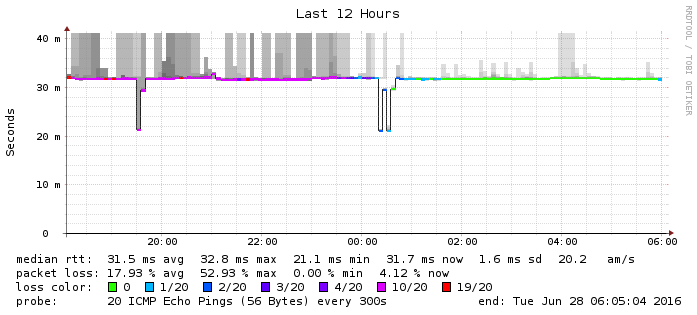 Last 12 Hours
RRDTOOL / TOBI OETIKER
Seconds
40 m
30 m
20 m
10 m
0
20:00 22:00 00:00 02:00 04:00 06:00
median rtt: 31.5 ms avg 32.8 ms max 21.1 ms min 31.7 ms now 1.6 ms sd 20.2 am/s
packet loss: 17.93 % avg 52.93 % max 0.00 % min 4.12 % now
loss color: 0 1/20 2/20 3/20 4/20 10/20 19/20
probe: 20 ICMP Echo Pings (56 Bytes) every 300s end: Tue Jun 28 06:05:04 2016